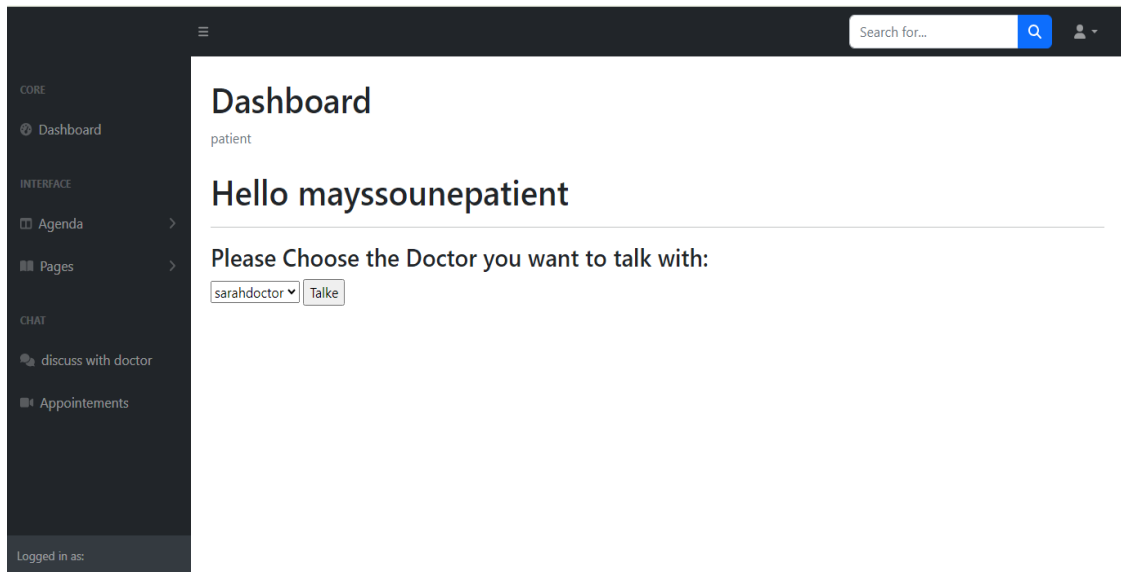 Search for...
CORE
Dashboard
INTERFACE
Agenda
Pages
CHAT
discuss with doctor
Appointements
Logged in as:
Dashboard
patient
Hello mayssounepatient
Please Choose the Doctor you want to talk with:
sarahdoctor Talke